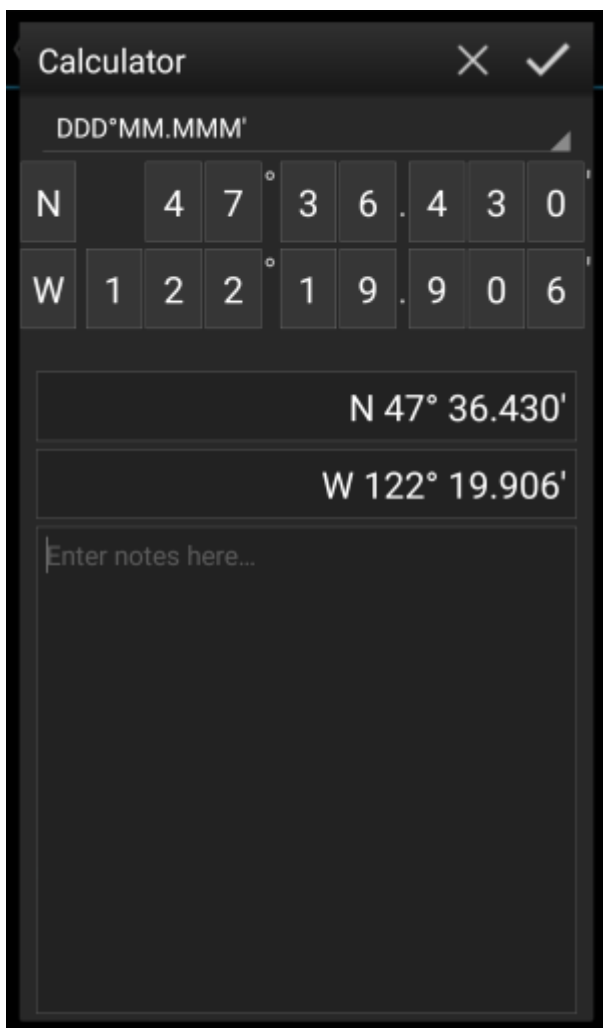 Calculator
DDD°MM.MMM'
N 4 7 ° 3 6 . 4 3 0 '
W 1 2 2 ° 1 9 . 9 0 6 '
N 47° 36.430'
W 122° 19.906'
Enter notes here...